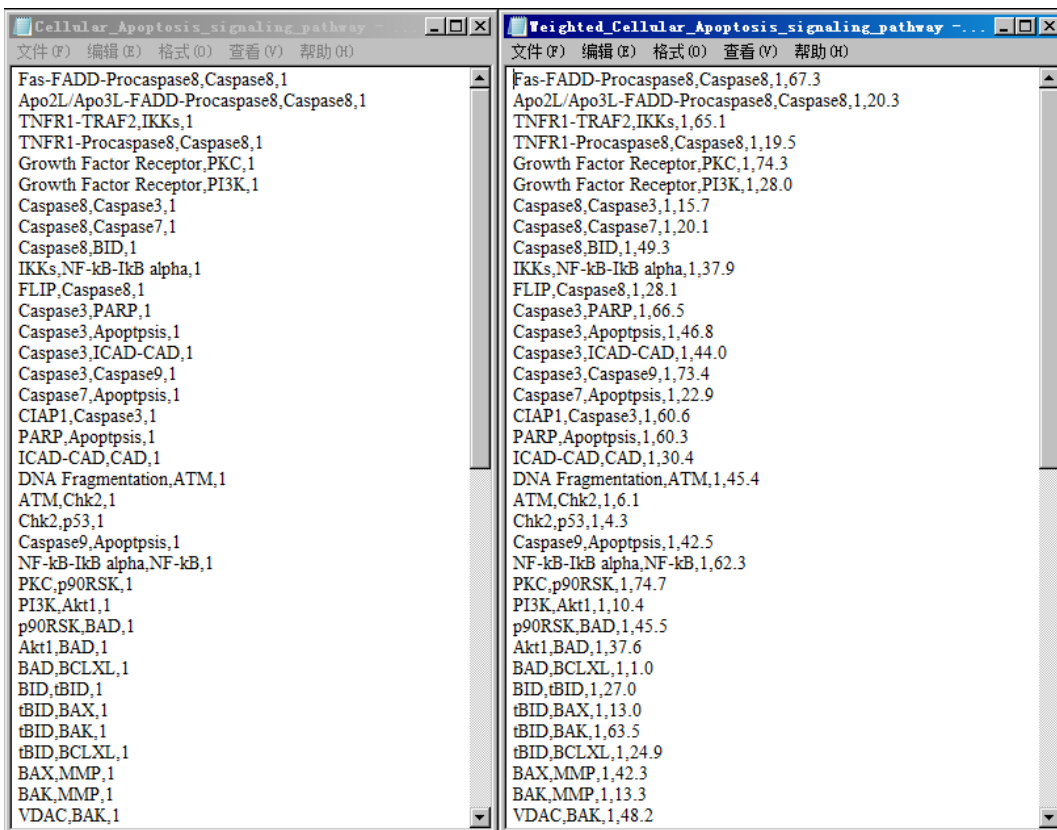 Cellular_Apoptosis_signaling_pathway - ...
文件(F) 编辑(E) 格式(O) 查看(V) 帮助(H)
Fas-FADD-Procaspase8,Caspase8,1
Apo2L/Apo3L-FADD-Procaspase8,Caspase8,1
TNFR1-TRAF2,IKKs,1
TNFR1-Procaspase8,Caspase8,1
Growth Factor Receptor,PKC,1
Growth Factor Receptor,PI3K,1
Caspase8,Caspase3,1
Caspase8,Caspase7,1
Caspase8,BID,1
IKKs,NF-kB-IkB alpha,1
FLIP,Caspase8,1
Caspase3,PARP,1
Caspase3,Apoptpsis,1
Caspase3,ICAD-CAD,1
Caspase3,Caspase9,1
Caspase7,Apoptpsis,1
CIAP1,Caspase3,1
PARP,Apoptpsis,1
ICAD-CAD,CAD,1
DNA Fragmentation,ATM,1
ATM,Chk2,1
Chk2,p53,1
Caspase9,Apoptpsis,1
NF-kB-IkB alpha,NF-kB,1
PKC,p90RSK,1
PI3K,Akt1,1
p90RSK,BAD,1
Akt1,BAD,1
BAD,BCLXL,1
BID,tBID,1
tBID,BAX,1
tBID,BAK,1
tBID,BCLXL,1
BAX,MMP,1
BAK,MMP,1
VDAC,BAK,1
Weighted_Cellular_Apoptosis_signaling_pathway -...
文件(F) 编辑(E) 格式(O) 查看(V) 帮助(H)
Fas-FADD-Procaspase8,Caspase8,1,67.3
Apo2L/Apo3L-FADD-Procaspase8,Caspase8,1,20.3
TNFR1-TRAF2,IKKs,1,65.1
TNFR1-Procaspase8,Caspase8,1,19.5
Growth Factor Receptor,PKC,1,74.3
Growth Factor Receptor,PI3K,1,28.0
Caspase8,Caspase3,1,15.7
Caspase8,Caspase7,1,20.1
Caspase8,BID,1,49.3
IKKs,NF-kB-IkB alpha,1,37.9
FLIP,Caspase8,1,28.1
Caspase3,PARP,1,66.5
Caspase3,Apoptpsis,1,46.8
Caspase3,ICAD-CAD,1,44.0
Caspase3,Caspase9,1,73.4
Caspase7,Apoptpsis,1,22.9
CIAP1,Caspase3,1,60.6
PARP,Apoptpsis,1,60.3
ICAD-CAD,CAD,1,30.4
DNA Fragmentation,ATM,1,45.4
ATM,Chk2,1,6.1
Chk2,p53,1,4.3
Caspase9,Apoptpsis,1,42.5
NF-kB-IkB alpha,NF-kB,1,62.3
PKC,p90RSK,1,74.7
PI3K,Akt1,1,10.4
p90RSK,BAD,1,45.5
Akt1,BAD,1,37.6
BAD,BCLXL,1,1.0
BID,tBID,1,27.0
tBID,BAX,1,13.0
tBID,BAK,1,63.5
tBID,BCLXL,1,24.9
BAX,MMP,1,42.3
BAK,MMP,1,13.3
VDAC,BAK,1,48.2